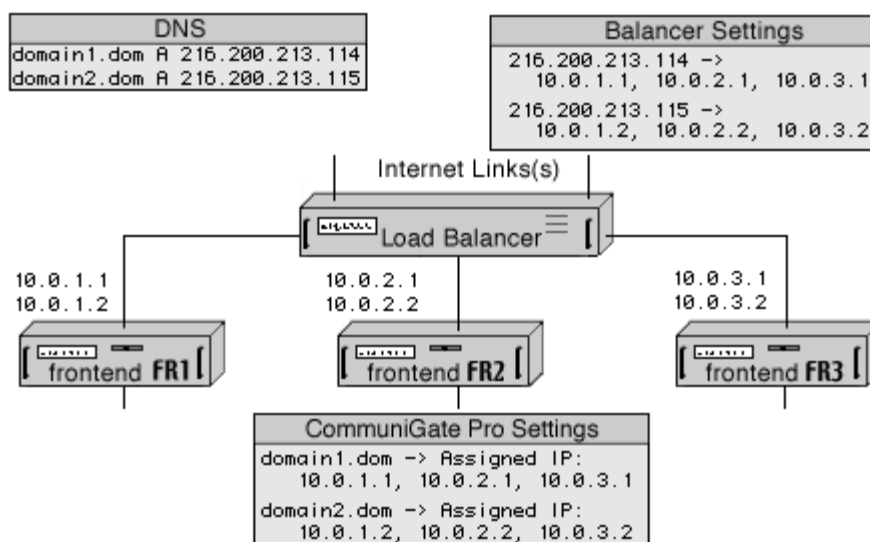 DNS
domain1.dom A 216.200.213.114
domain2.dom A 216.200.213.115
Balancer Settings
216.200.213.114 ->
10.0.1.1, 10.0.2.1, 10.0.3.1
216.200.213.115 ->
10.0.1.2, 10.0.2.2, 10.0.3.2
Internet Links(s)
Load Balancer
10.0.1.1
10.0.1.2
10.0.2.1
10.0.2.2
10.0.3.1
10.0.3.2
frontend FR1
frontend FR2
frontend FR3
CommuniGate Pro Settings
domain1.dom -> Assigned IP:
10.0.1.1, 10.0.2.1, 10.0.3.1
domain2.dom -> Assigned IP:
10.0.1.2, 10.0.2.2, 10.0.3.2